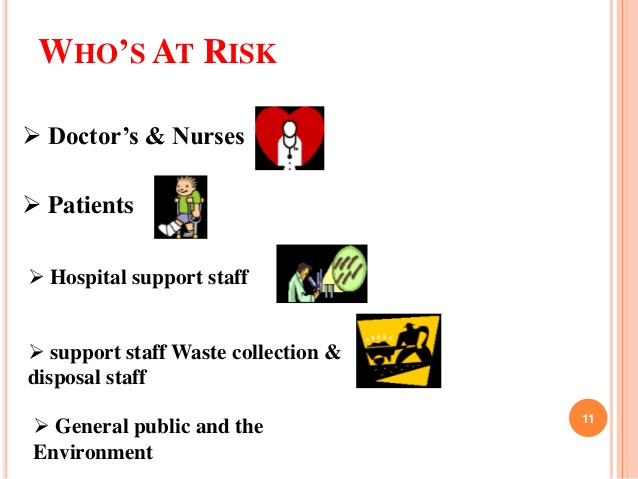 WHO'S AT RISK
➢ Doctor's & Nurses
➢ Patients
➢ Hospital support staff
➢ support staff Waste collection &
disposal staff
➢ General public and the
Environment
11